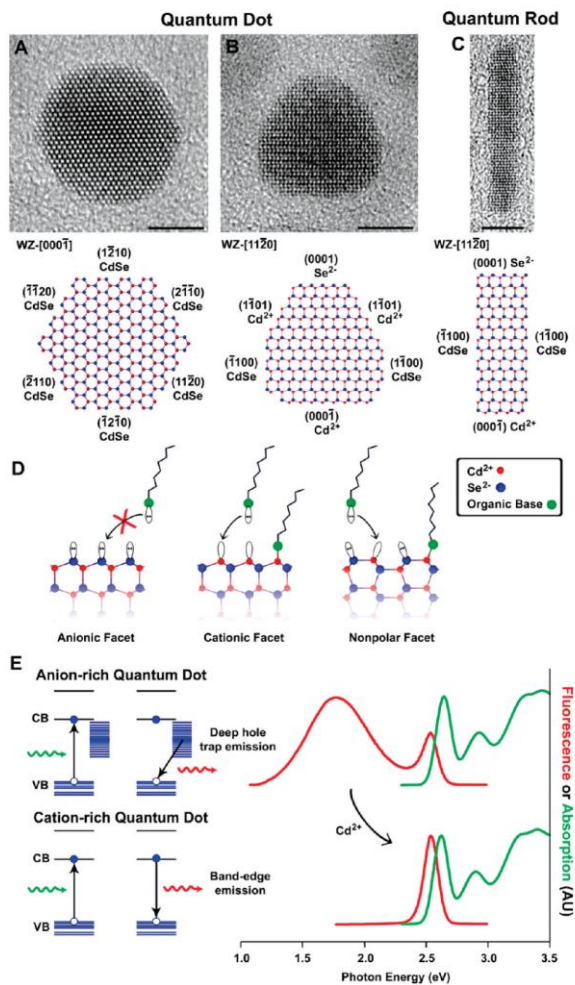 Quantum Dot
Quantum Rod
A
B
C
WZ-[0001̅]
WZ-[112̅0]
WZ-[112̅0]
(12̅10)
CdSe
(1̅1̅20)
CdSe
(21̅1̅0)
CdSe
(2̅110)
CdSe
(112̅0)
CdSe
(1̅21̅0)
CdSe
(0001)
Se2-
(1̅101)
Cd2+
(11̅01)
Cd2+
(1̅100)
CdSe
(11̅00)
CdSe
(0001̅)
Cd2+
(0001) Se2-
(1̅100)
CdSe
(11̅00)
CdSe
(0001̅) Cd2+
D
Anionic Facet
Cationic Facet
Nonpolar Facet
Cd2+
Se2-
Organic Base
E
Anion-rich Quantum Dot
CB
VB
Deep hole
trap emission
Cation-rich Quantum Dot
CB
VB
Band-edge
emission
Cd2+
1.0 1.5 2.0 2.5 3.0 3.5
Photon Energy (eV)
Fluorescence or Absorption (AU)